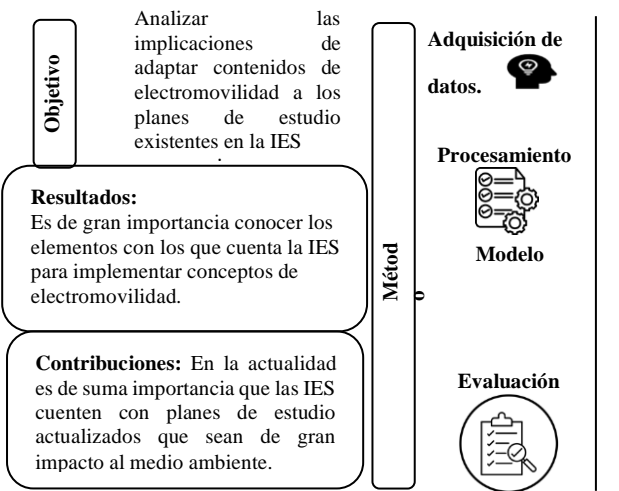 Objetivo
Analizar las
implicaciones de
adaptar contenidos de
electromovilidad a los
planes de estudio
existentes en la IES
Resultados:
Es de gran importancia conocer los
elementos con los que cuenta la IES
para implementar conceptos de
electromovilidad.
Contribuciones: En la actualidad
es de suma importancia que las IES
cuenten con planes de estudio
actualizados que sean de gran
impacto al medio ambiente.
Métod
o
Adquisición de
datos.
Procesamiento
Modelo
Evaluación